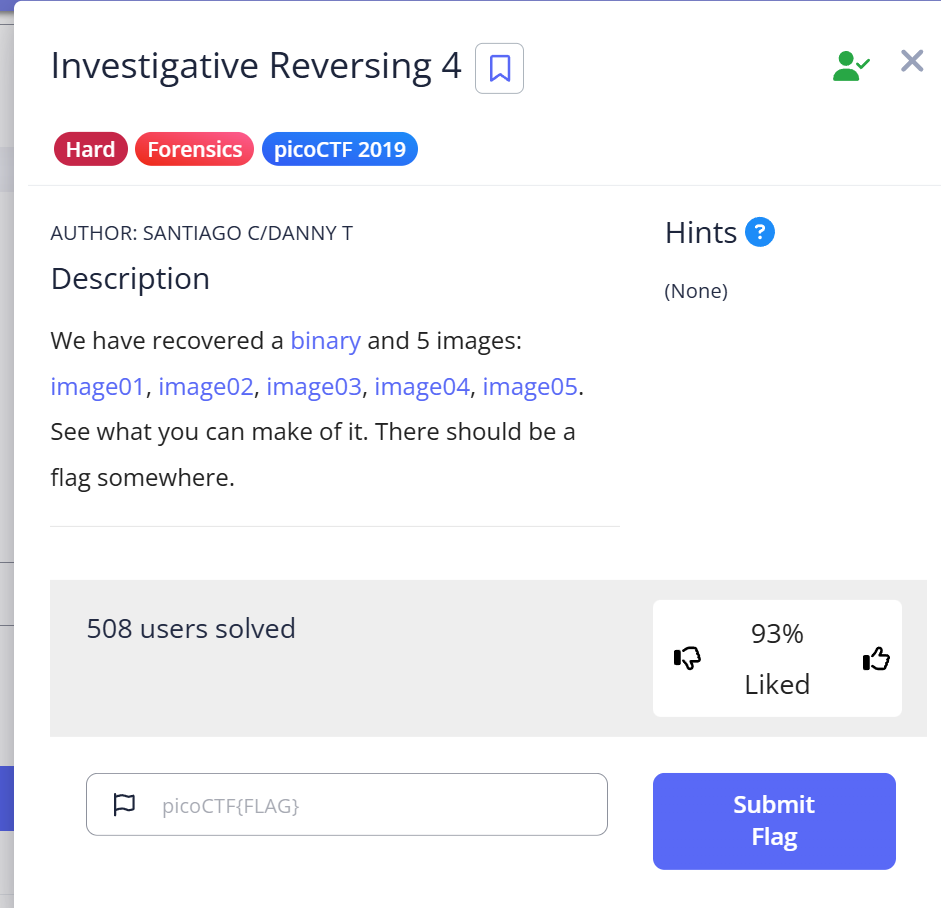 Investigative Reversing 4
Hard Forensics picoCTF 2019
AUTHOR: SANTIAGO C/DANNY T
Description
We have recovered a binary and 5 images:
image01, image02, image03, image04, image05.
See what you can make of it. There should be a
flag somewhere.
Hints ?
(None)
508 users solved
93%
Liked
picoCTF{FLAG}
Submit
Flag